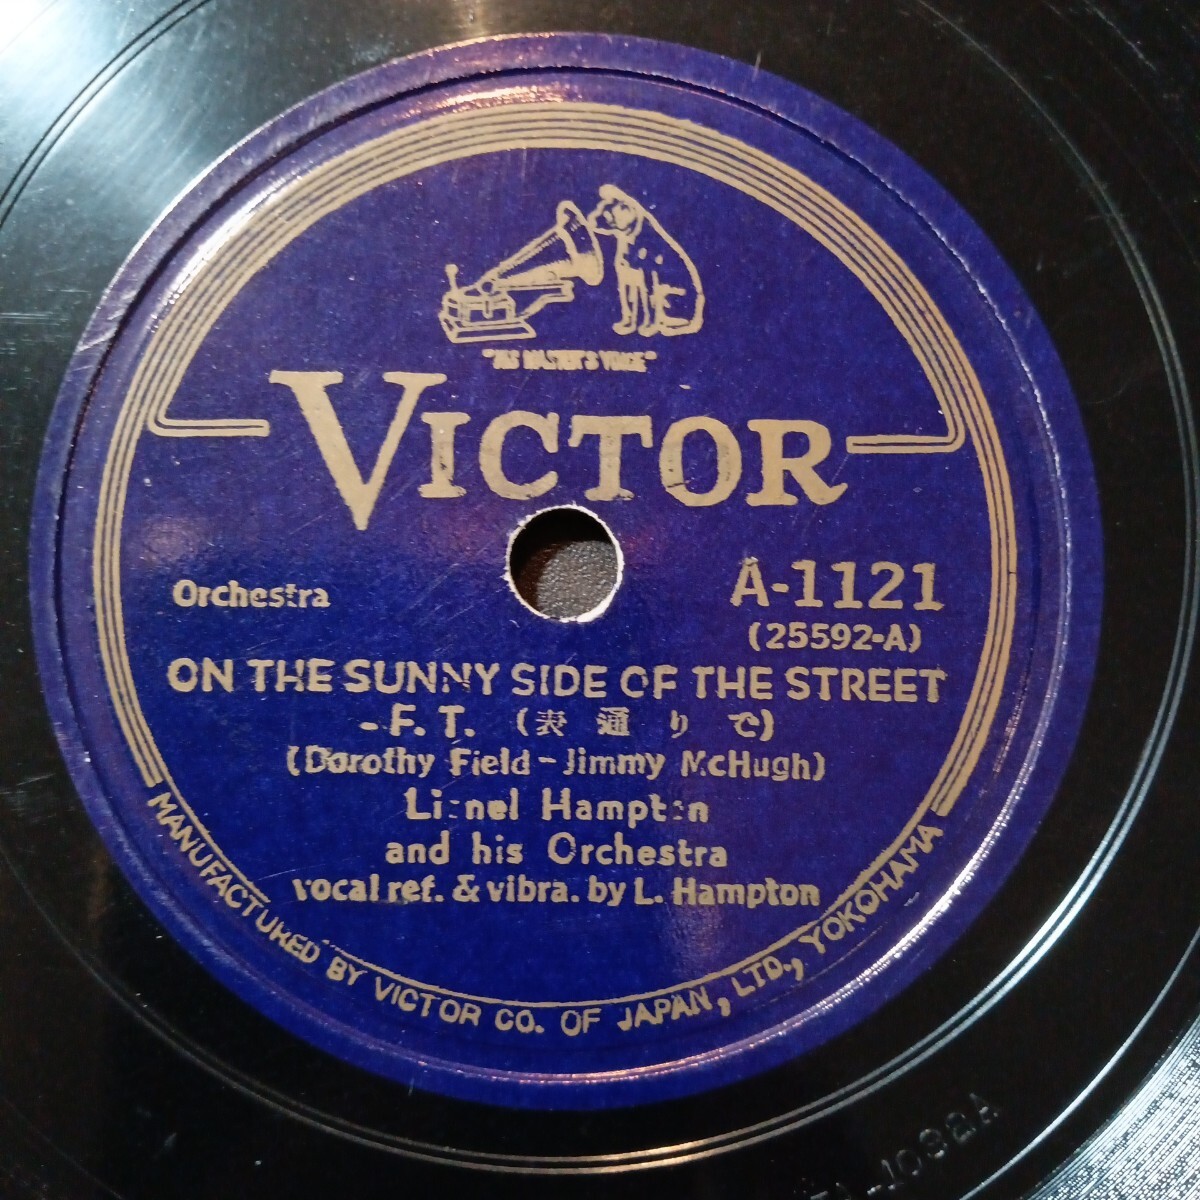 "HIS MASTER'S VOICE"
VICTOR
Orchestra
A-1121
(25592-A)
ON THE SUNNY SIDE OF THE STREET
-F. T. (表通りで)
(Dorothy Field-Jimmy McHugh)
Lionel Hampton
and his Orchestra
vocal ref. & vibra. by L. Hampton
MANUFACTURED BY VICTOR CO. OF JAPAN, LTD., YOKOHAMA